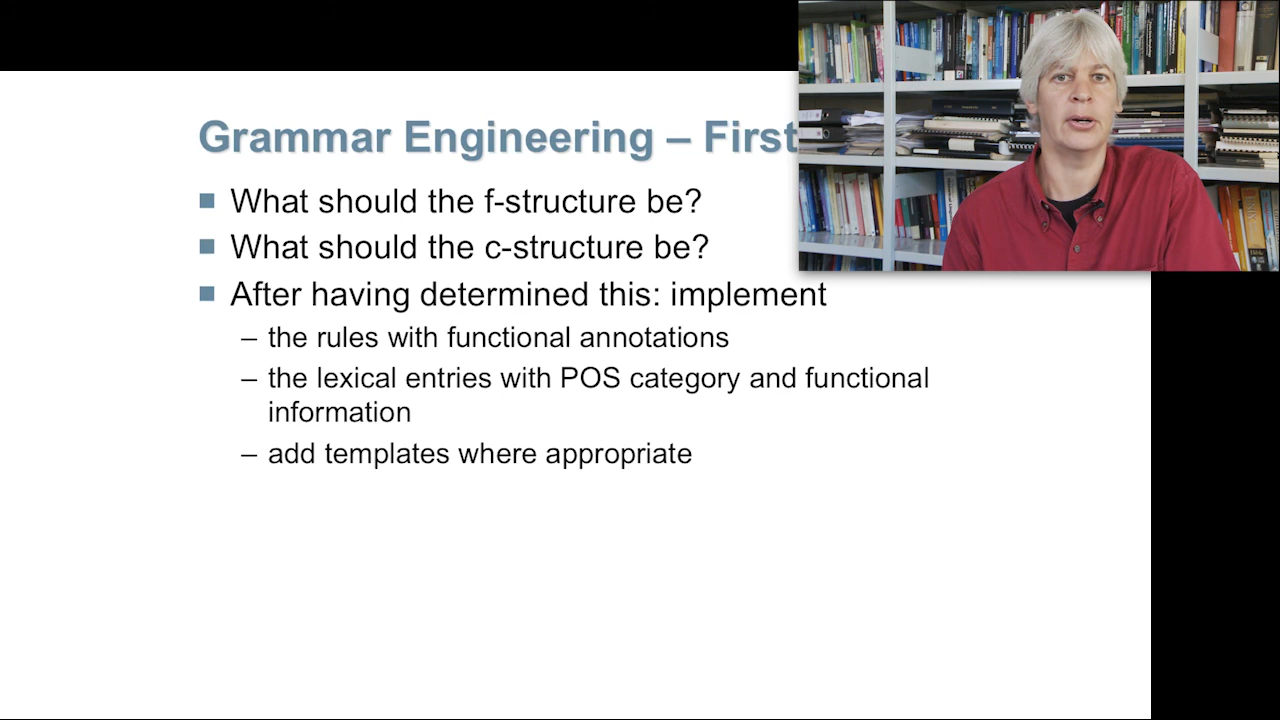 Grammar Engineering – First
■ What should the f-structure be?
■ What should the c-structure be?
■ After having determined this: implement
– the rules with functional annotations
– the lexical entries with POS category and functional
information
– add templates where appropriate